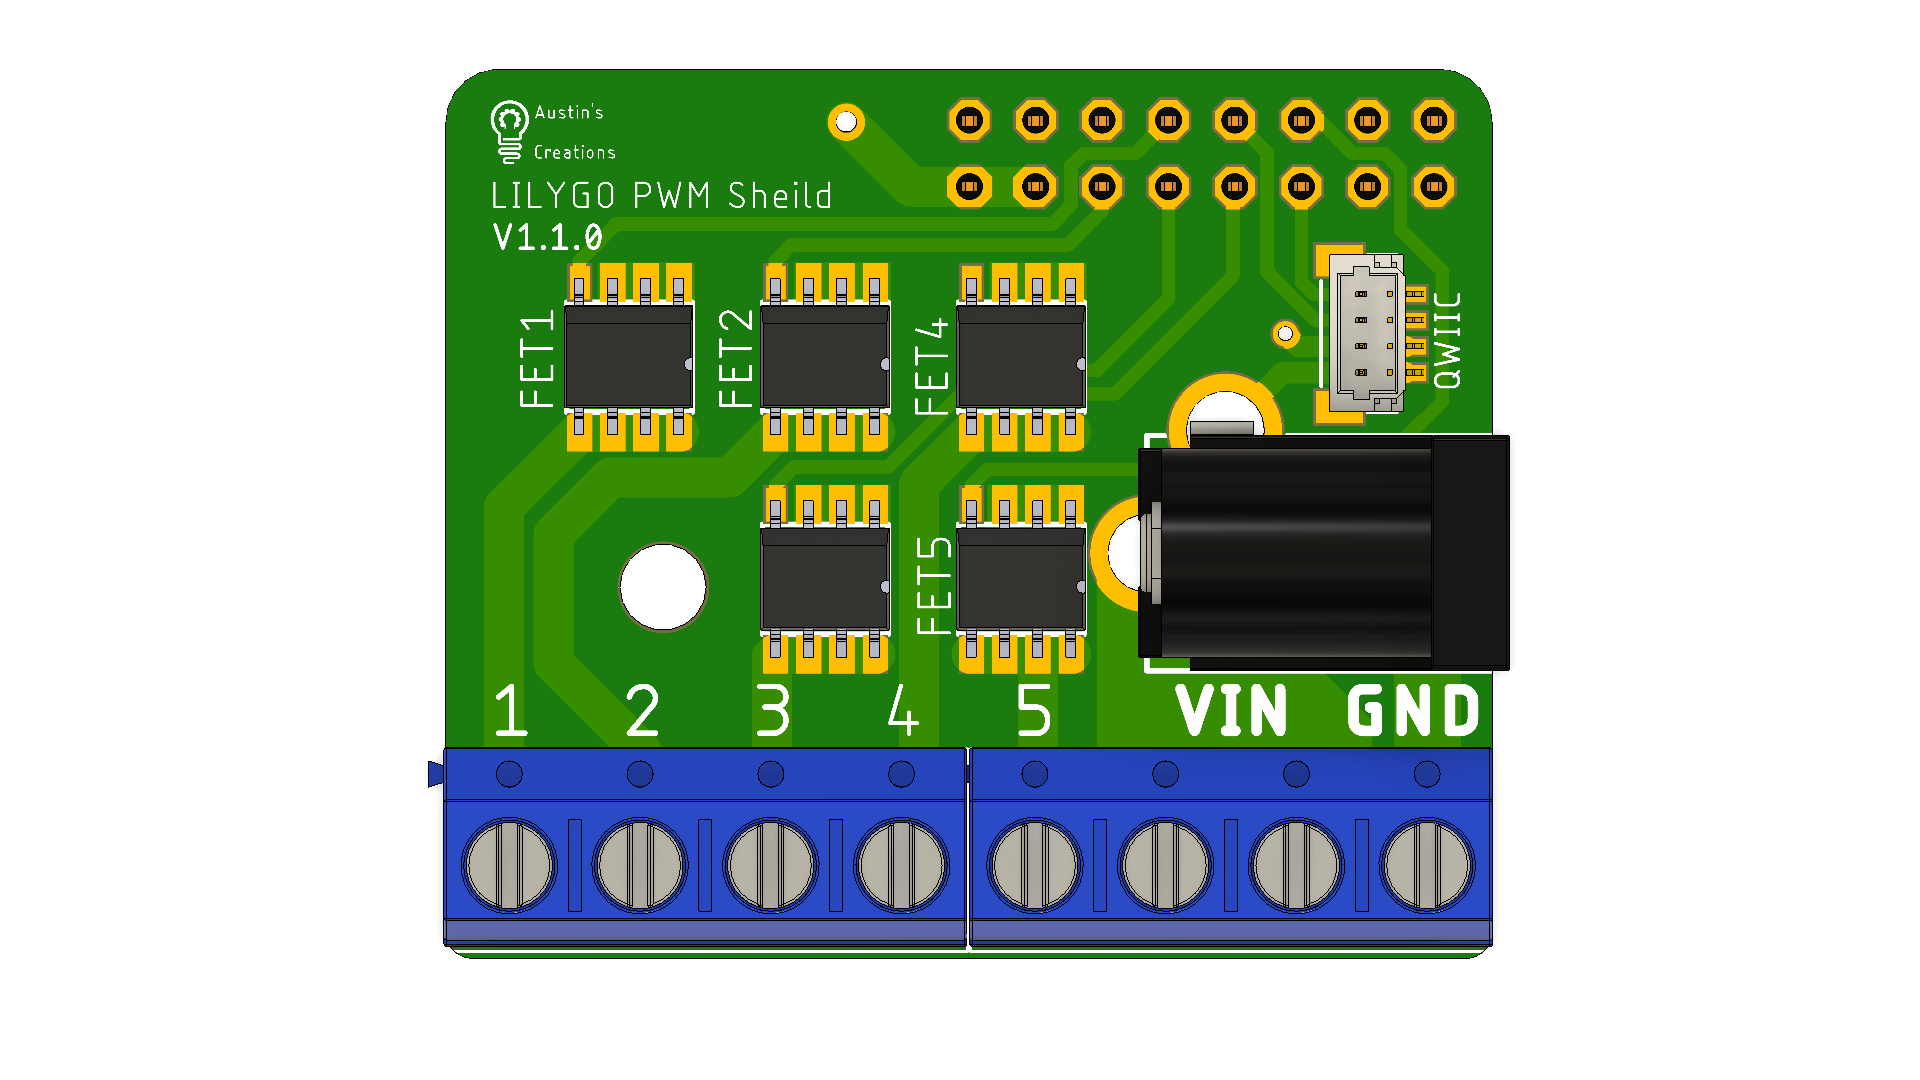 Austin's
Creations
LILYGO PWM Sheild
V1.1.0
FET1
FET2
FET4
QWIIC
FET5
1 2 3 4 5 VIN GND